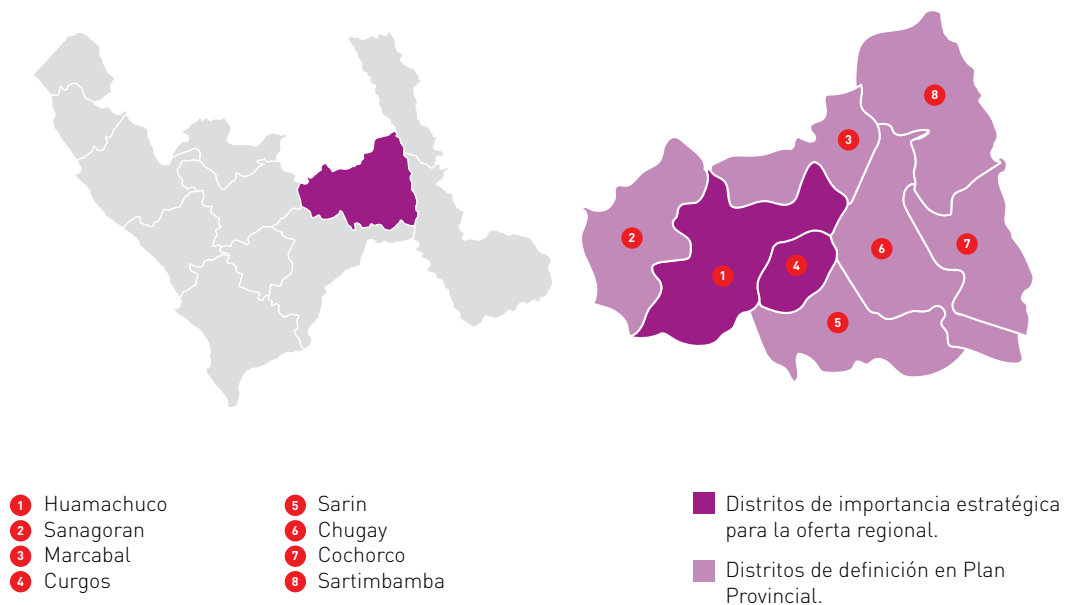 8
3
2
7
6
4
1
5
1 Huamachuco
2 Sanagoran
3 Marcabal
4 Curgos
5 Sarin
6 Chugay
7 Cochorco
8 Sartimbamba
Distritos de importancia estratégica
para la oferta regional.
Distritos de definición en Plan
Provincial.